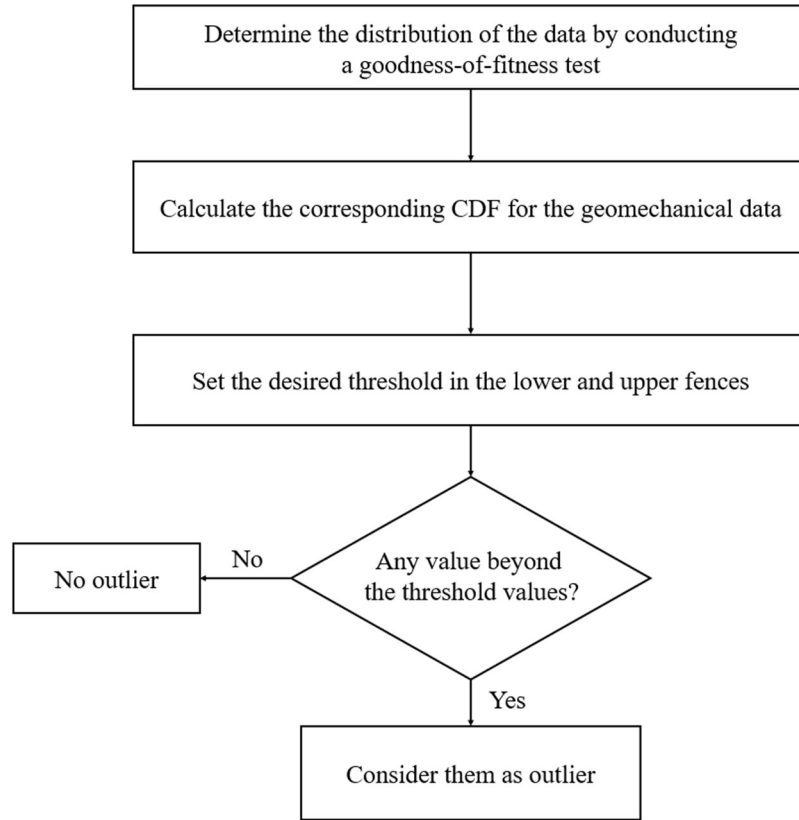 Determine the distribution of the data by conducting
a goodness-of-fitness test
Calculate the corresponding CDF for the geomechanical data
Set the desired threshold in the lower and upper fences
Any value beyond
the threshold values?
No
No outlier
Yes
Consider them as outlier